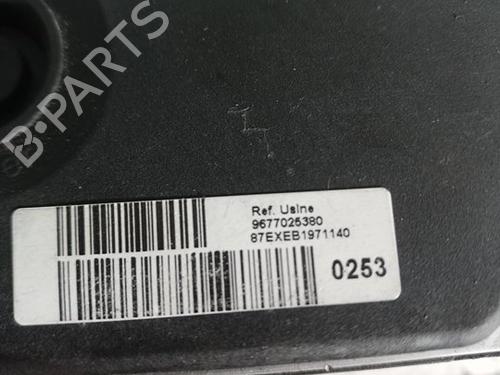 B-PARTS
Ref. Usine
9677025380
87EXEB1971140
0253